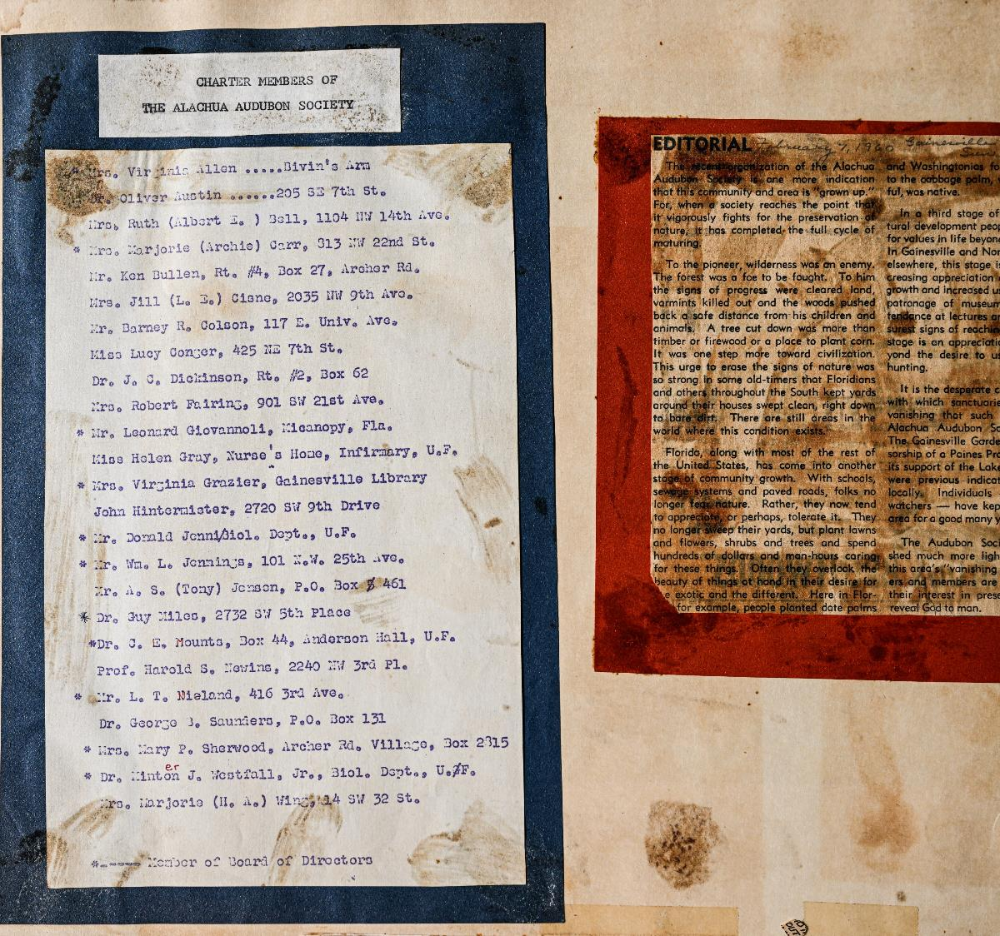 CHARTER MEMBERS OF
THE ALACHUA AUDUBON SOCIETY
* Mrs. Virginia Allen .....Bivin's Arm
Dr. Oliver Austin ......205 SE 7th St.
Mrs. Ruth (Albert E. ) Bell, 1104 NW 14th Ave.
* Mrs. Marjorie (Archie) Carr, 813 NW 22nd St.
Mr. Ken Bullen, Rt. #4, Box 27, Archer Rd.
Mrs. Jill (L. E.) Cisne, 2035 NW 9th Ave.
Mr. Barney R. Colson, 117 E. Univ. Ave.
Miss Lucy Conger, 425 NE 7th St.
Dr. J. C. Dickinson, Rt. #2, Box 62
Mrs. Robert Fairing, 901 SW 21st Ave.
* Mr. Leonard Giovannoli, Micanopy, Fla.
Miss Helen Gray, Nurse's Home, Infirmary, U.F.
* Mrs. Virginia Grazier, Gainesville Library
John Hintermister, 2720 SW 9th Drive
* Mr. Donald Jenni/Biol. Dept., U.F.
* Mr. Wm. L. Jennings, 101 N.W. 25th Ave.
Mr. A. S. (Tony) Jensen, P.O. Box 461
* Dr. Guy Miles, 2732 SW 5th Place
*Dr. C. E. Mounts, Box 44, Anderson Hall, U.F.
Prof. Harold S. Newins, 2240 NW 3rd Pl.
* Mr. L. T. Nieland, 416 3rd Ave.
Dr. George B. Saunders, P.O. Box 131
* Mrs. Mary P. Sherwood, Archer Rd. Village, Box 2815
er
* Dr. Minton J. Westfall, Jr., Biol. Dept., U.F.
Mrs. Marjorie (H. A.) Wing, 14 SW 32 St.
*----- Member of Board of Directors
EDITORIAL February 7, 1960 Gainesville
Sun
The recent organization of the Alachua
Audubon Society is one more indication
that this community and area is "grown up."
For, when a society reaches the point that
it vigorously fights for the preservation of
nature, it has completed the full cycle of
maturing.
To the pioneer, wilderness was an enemy.
The forest was a foe to be fought. To him
the signs of progress were cleared land,
varmints killed out and the woods pushed
back a safe distance from his children and
animals. A tree cut down was more than
timber or firewood or a place to plant corn.
It was one step more toward civilization.
This urge to erase the signs of nature was
so strong in some old-timers that Floridians
and others throughout the South kept yards
around their houses swept clean, right down
to bare dirt. There are still areas in the
world where this condition exists.
Florida, along with most of the rest of
the United States, has come into another
stage of community growth. With schools,
sewage systems and paved roads, folks no
longer fear nature. Rather, they now tend
to appreciate, or perhaps, tolerate it. They
no longer sweep their yards, but plant lawns
and flowers, shrubs and trees and spend
hundreds of dollars and man-hours caring
for these things. Often they overlook the
beauty of things at hand in their desire for
exotic and the different. Here in Flor-
for example, people planted date palms
and Washingtonias fo
to the cabbage palm,
ful, was native.
In a third stage of
tural development peop
for values in life beyon
In Gainesville and Nor
elsewhere, this stage is
creasing appreciation
growth and increased us
patronage of museum
tendance at lectures an
surest signs of reachin
stage is an appreciatio
yond the desire to us
hunting.
It is the desperate c
with which sanctuarie
vanishing that such
Alachua Audubon So
The Gainesville Garde
sorship of a Paines Pra
its support of the Lake
were previous indicat
locally. Individuals
watchers — have kep
area for a good many y
The Audubon Soci
shed much more ligh
this area's "vanishing
ers and members are
their interest in prese
reveal God to man.